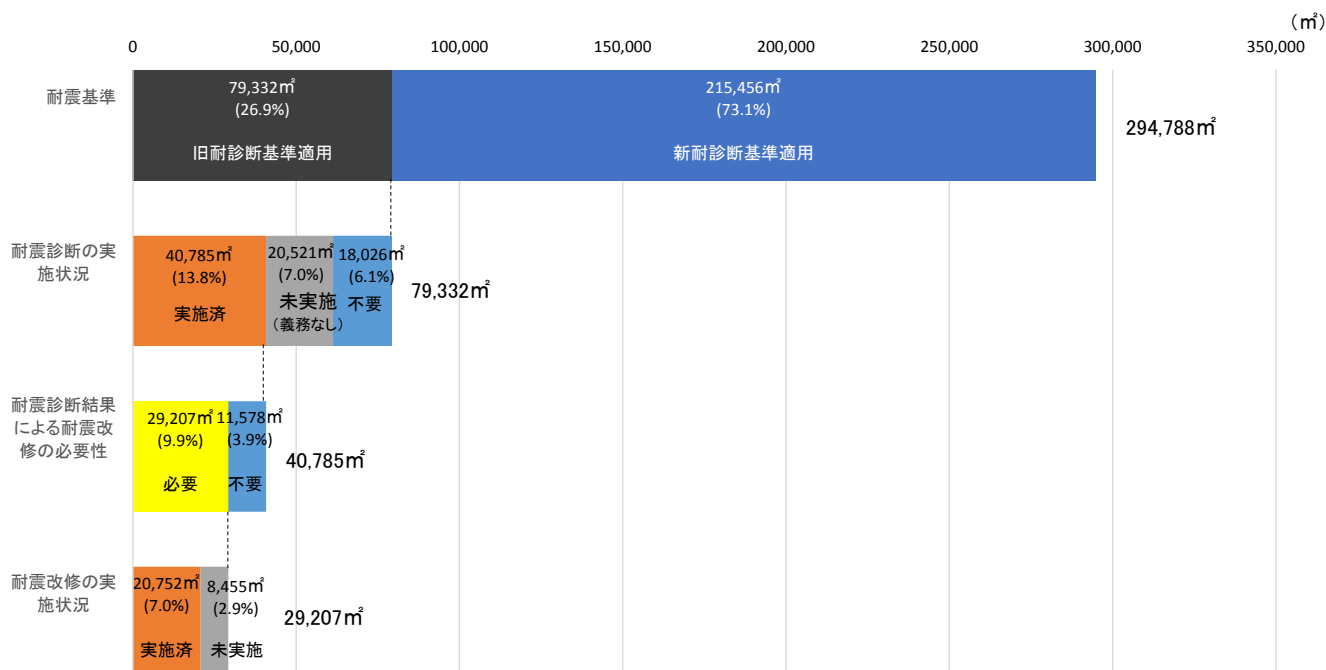 （㎡）
0 50,000 100,000 150,000 200,000 250,000 300,000 350,000
耐震基準
79,332㎡
(26.9%)
旧耐診断基準適用
215,456㎡
(73.1%)
新耐診断基準適用
294,788㎡
耐震診断の実
施状況
40,785㎡
(13.8%)
実施済
20,521㎡
(7.0%)
未実施
（義務なし）
18,026㎡
(6.1%)
不要
79,332㎡
耐震診断結果
による耐震改
修の必要性
29,207㎡
(9.9%)
必要
11,578㎡
(3.9%)
不要
40,785㎡
耐震改修の実
施状況
20,752㎡
(7.0%)
実施済
8,455㎡
(2.9%)
未実施
29,207㎡